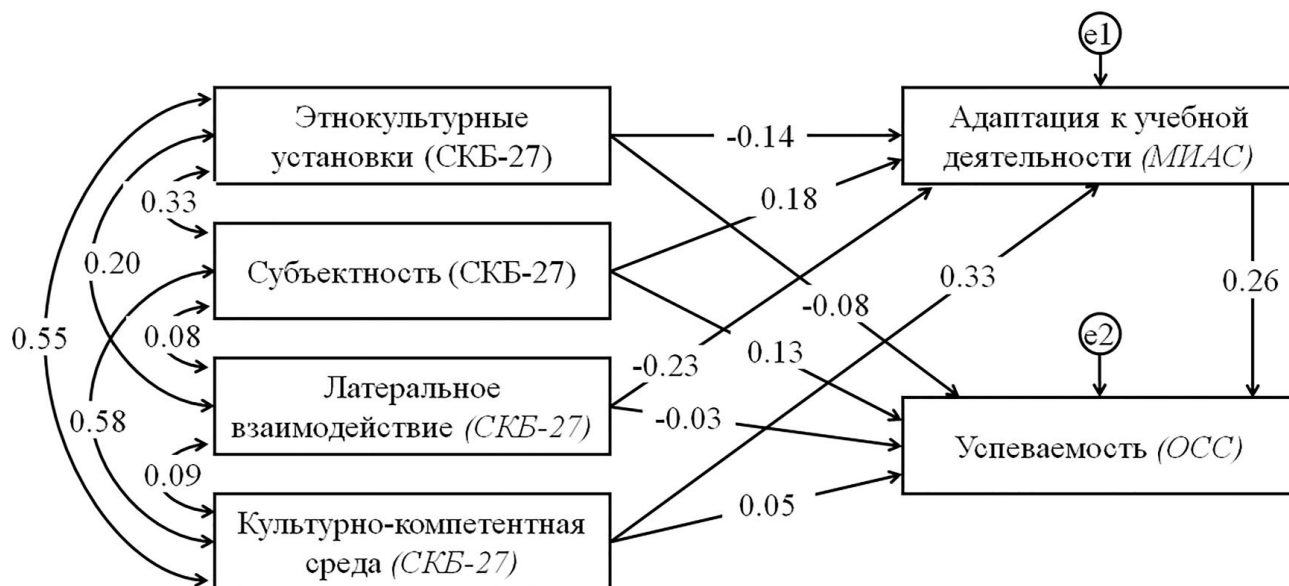 e1
Этнокультурные
установки (СКБ-27)
-0.14
Адаптация к учебной
деятельности (МИАС)
0.33
0.18
0.20
Субъектность (СКБ-27)
0.33
0.26
-0.08
0.55
0.08
0.13
e2
-0.23
Латеральное
взаимодействие (СКБ-27)
-0.03
0.58
Успеваемость (ОСС)
0.09
0.05
Культурно-компетентная
среда (СКБ-27)